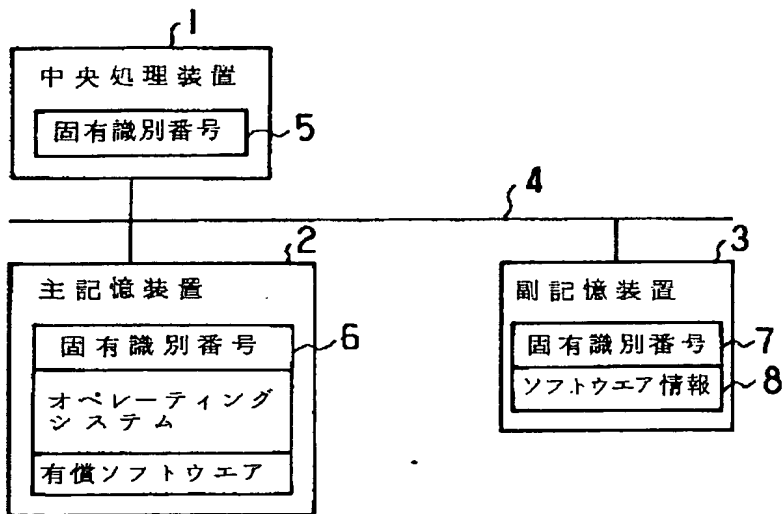 1
中央処理装置
固有識別番号
5
4
2
主記憶装置
固有識別番号
6
オペレーティング
システム
有償ソフトウエア
3
副記憶装置
固有識別番号
7
ソフトウエア情報
8